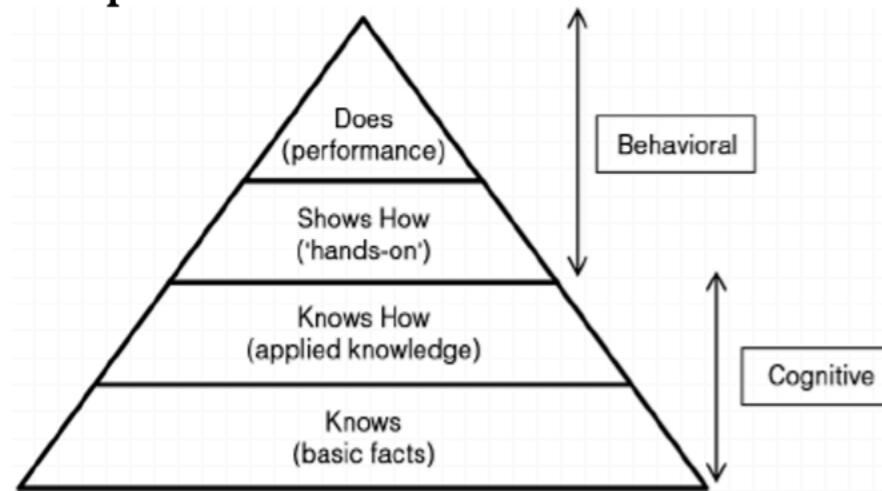 Does
(performance)
Behavioral
Shows How
('hands-on')
Knows How
(applied knowledge)
Cognitive
Knows
(basic facts)